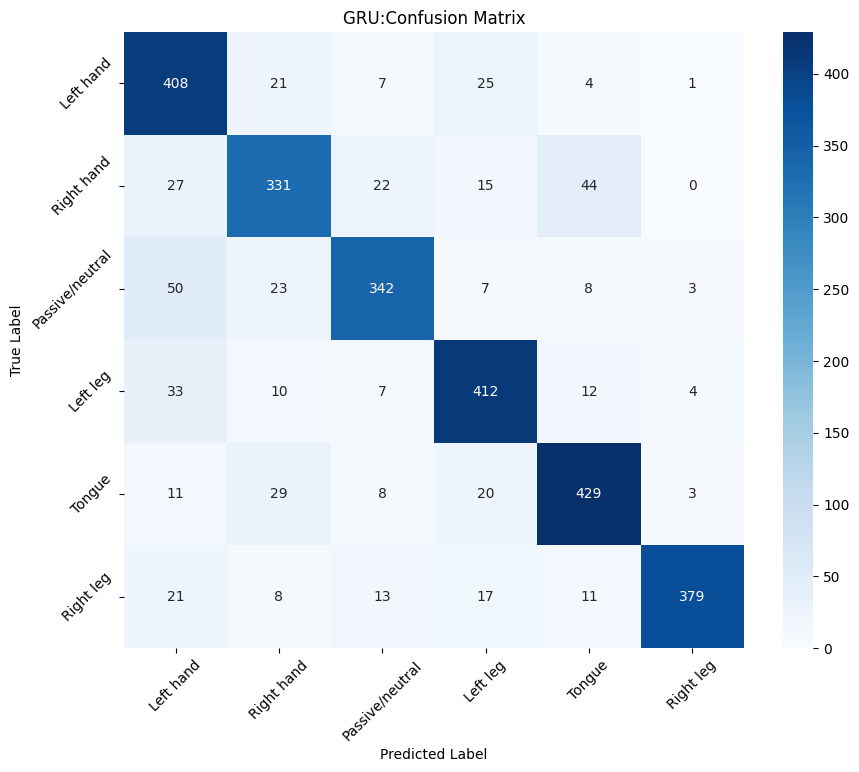 GRU:Confusion Matrix
True Label
Left hand 408 21 7 25 4 1
Right hand 27 331 22 15 44 0
Passive/neutral 50 23 342 7 8 3
Left leg 33 10 7 412 12 4
Tongue 11 29 8 20 429 3
Right leg 21 8 13 17 11 379
Left hand Right hand Passive/neutral Left leg Tongue Right leg
Predicted Label
400
350
300
250
200
150
100
50
0